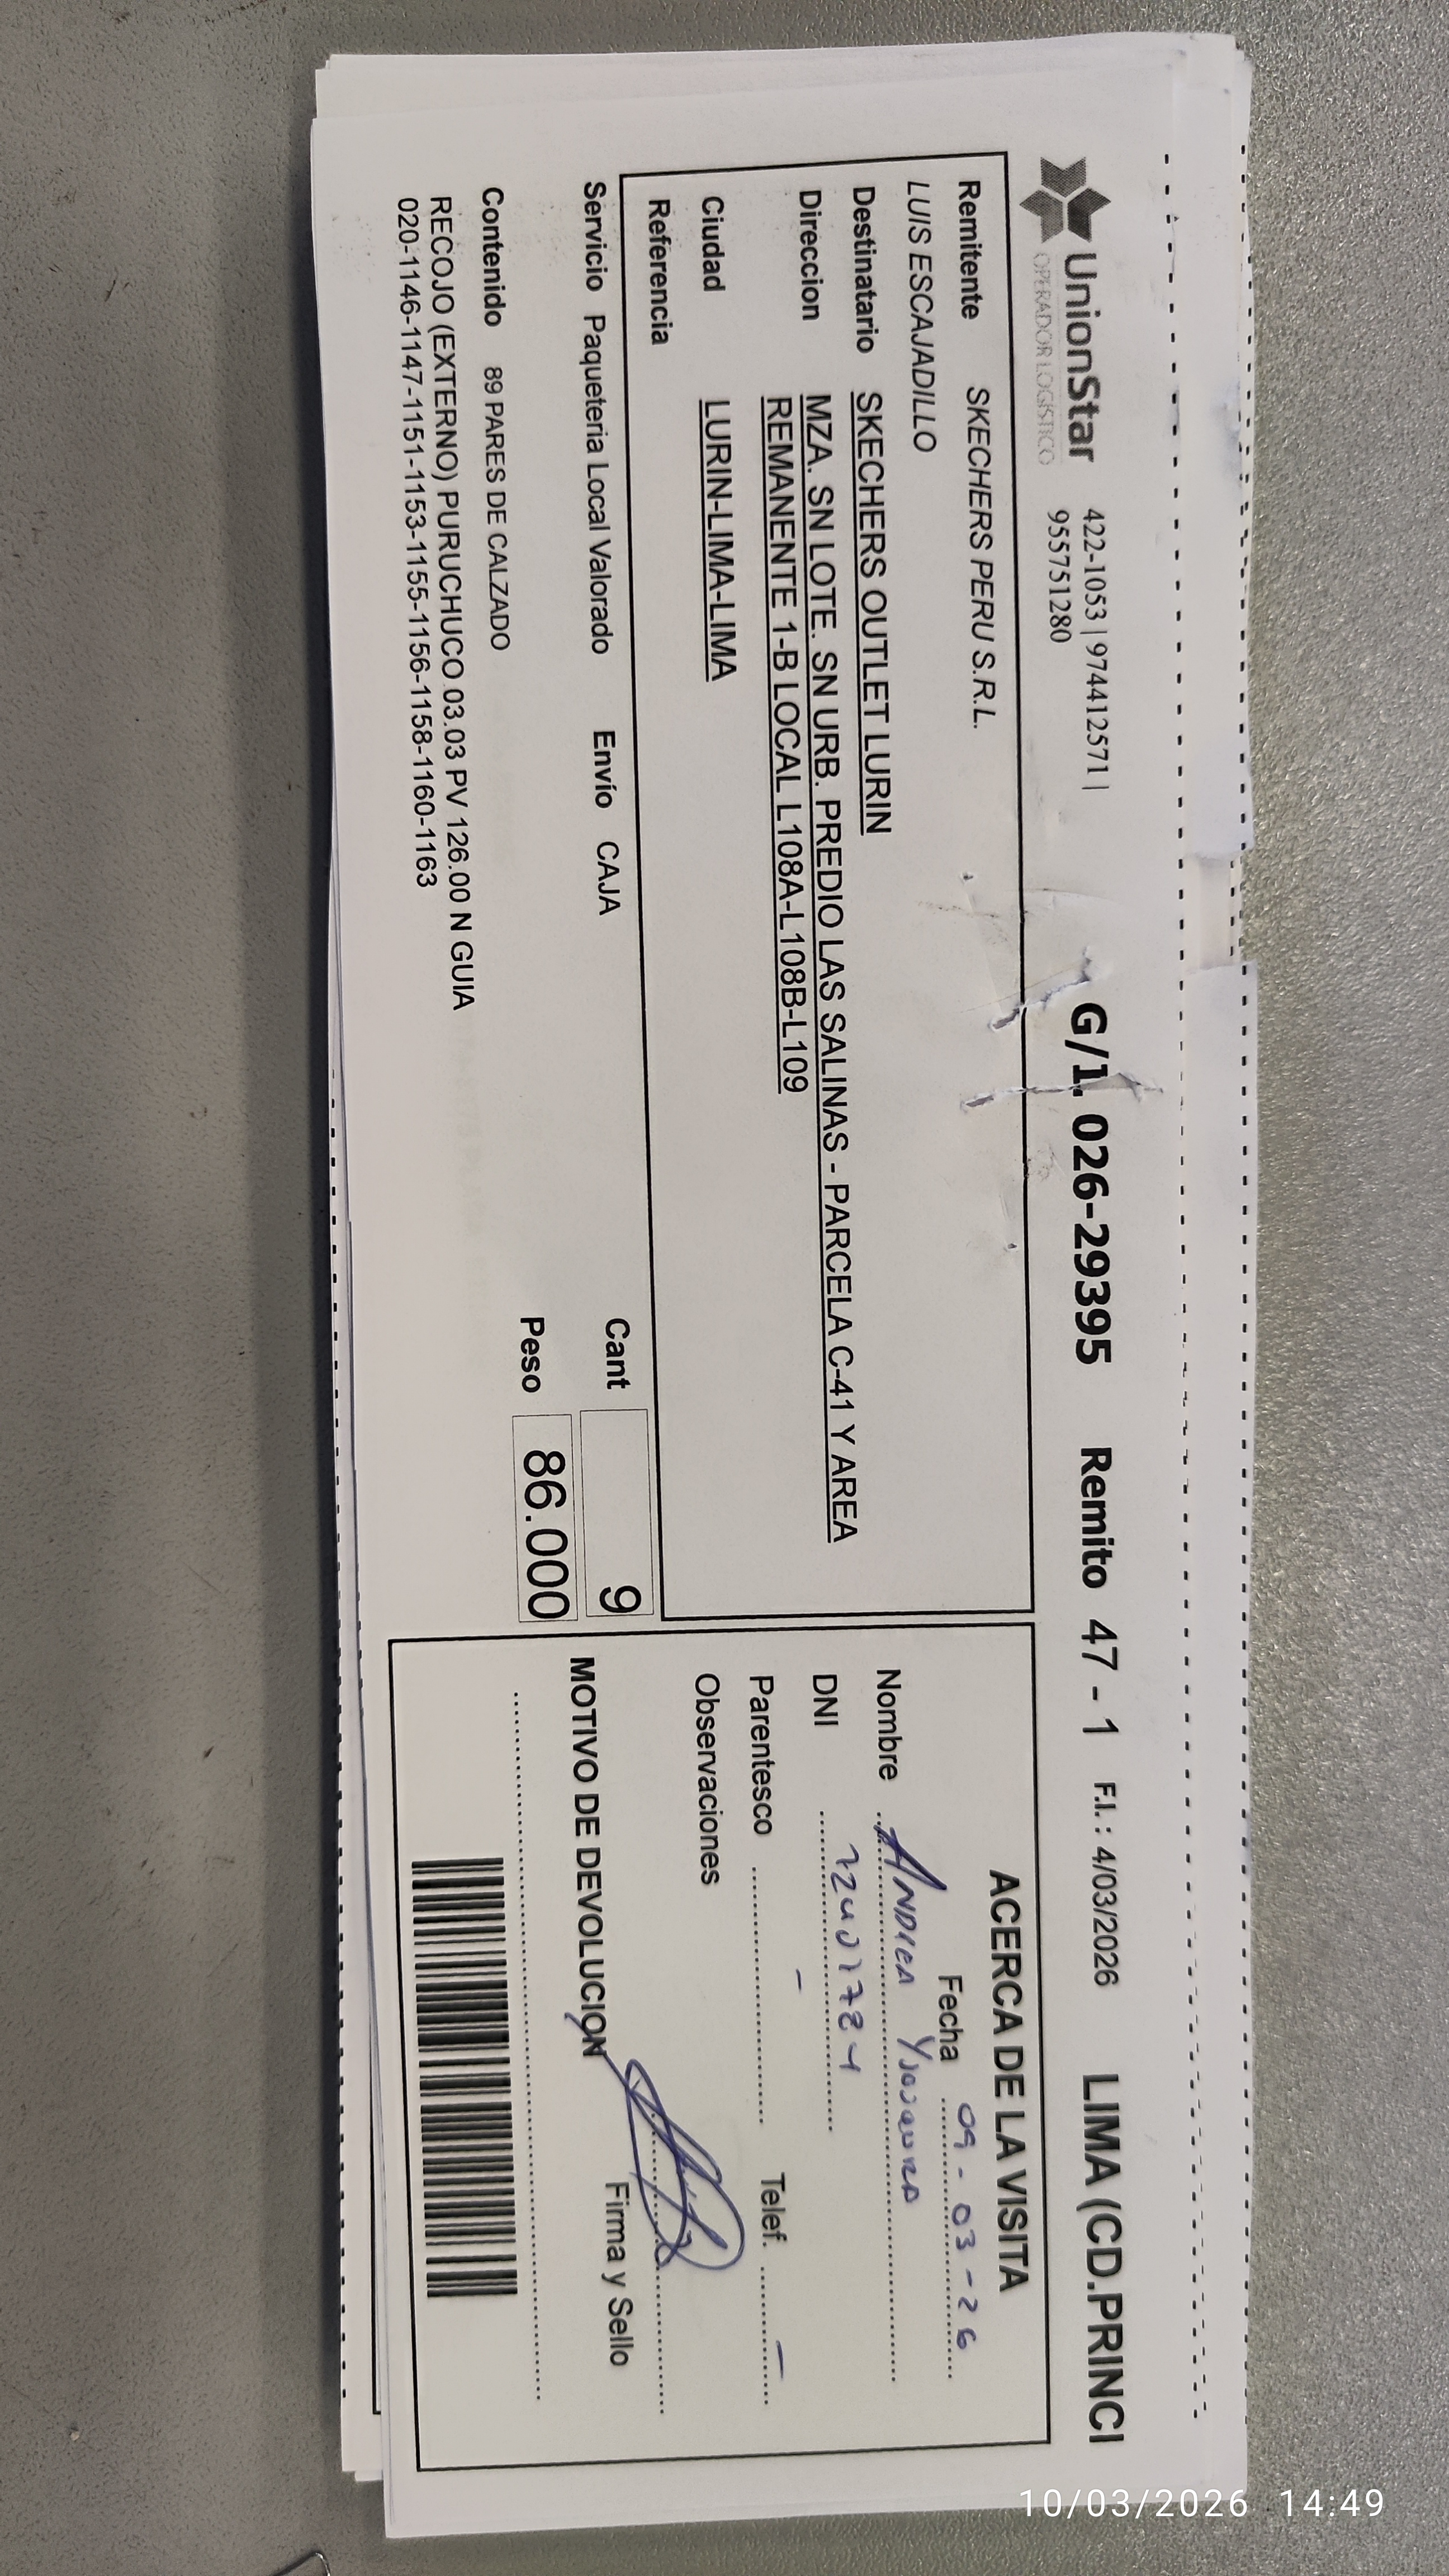 UnionStar
OPERADOR LOGISTICO
422-1053 | 974412571 |
955751280
G/1. 026-29395 Remito 47 - 1 F.I. : 4/03/2026 LIMA (CD.PRINCI
Remitente SKECHERS PERU S.R.L.
LUIS ESCAJADILLO
Destinatario SKECHERS OUTLET LURIN
Direccion MZA. SN LOTE. SN URB. PREDIO LAS SALINAS - PARCELA C-41 Y AREA
REMANENTE 1-B LOCAL L108A-L108B-L109
Ciudad LURIN-LIMA-LIMA
Referencia
Servicio Paqueteria Local Valorado Envío CAJA
Cant 9
Peso 86.000
Contenido 89 PARES DE CALZADO
RECOJO (EXTERNO) PURUCHUCO 03.03 PV 126.00 N GUIA
020-1146-1147-1151-1153-1155-1156-1158-1160-1163
ACERCA DE LA VISITA
Fecha 09-03-26
Nombre Andrea
DNI
Parentesco - Telef. -
Observaciones
Firma y Sello
MOTIVO DE DEVOLUCION
10/03/2026 14:49